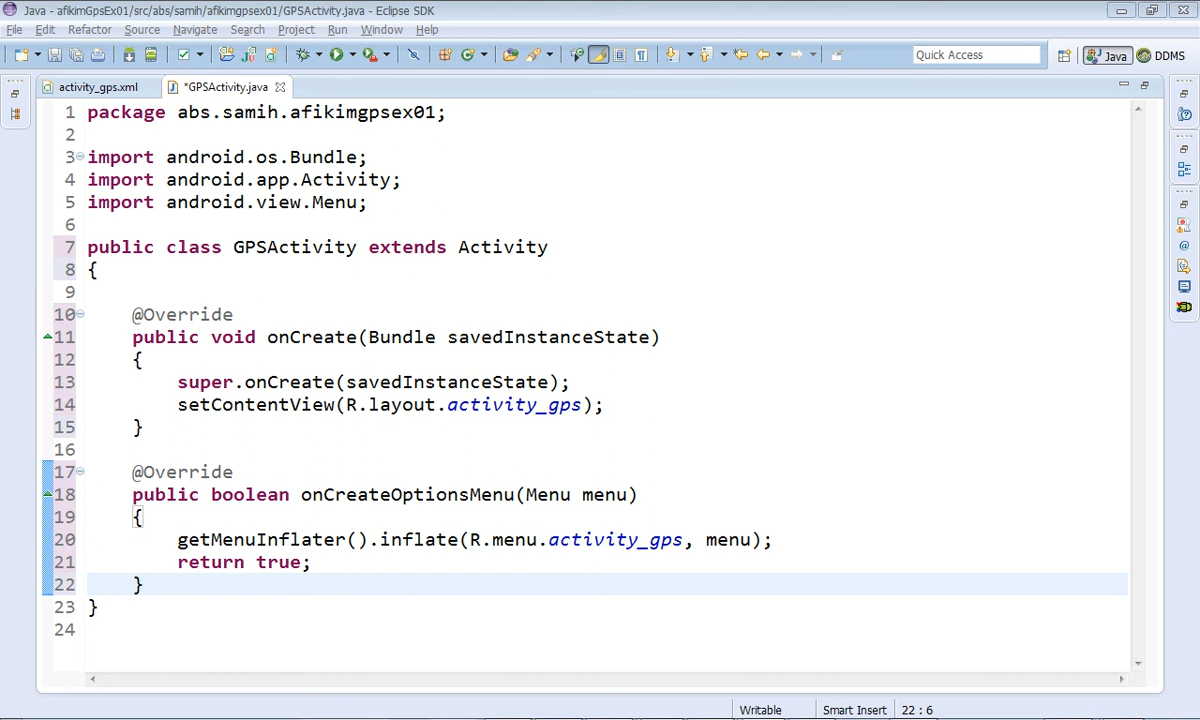 Java - afikimGpsEx01/src/abs/samih/afikimgpsex01/GPSActivity.java - Eclipse SDK
File Edit Refactor Source Navigate Search Project Run Window Help
Quick Access
Java
DDMS
activity_gps.xml
*GPSActivity.java
1 package abs.samih.afikimgpsex01;
2
3 import android.os.Bundle;
4 import android.app.Activity;
5 import android.view.Menu;
6
7 public class GPSActivity extends Activity
8 {
9
10 @Override
11 public void onCreate(Bundle savedInstanceState)
12 {
13 super.onCreate(savedInstanceState);
14 setContentView(R.layout.activity_gps);
15 }
16
17 @Override
18 public boolean onCreateOptionsMenu(Menu menu)
19 {
20 getMenuInflater().inflate(R.menu.activity_gps, menu);
21 return true;
22 }
23 }
24
Writable
Smart Insert
22 : 6